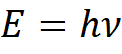 E = hν